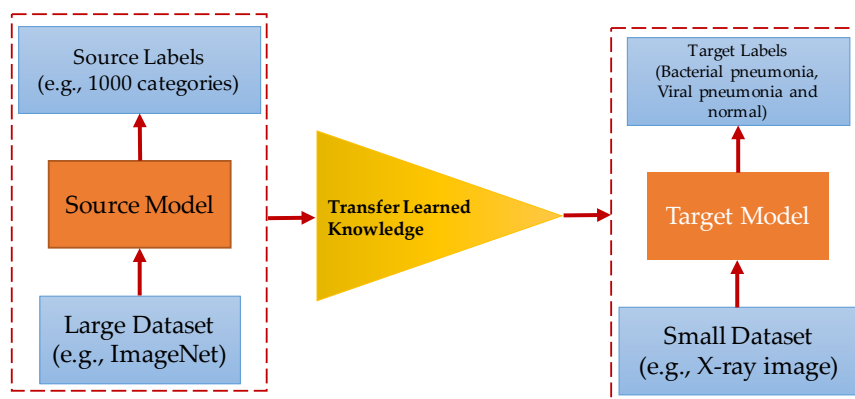 Source Labels
(e.g., 1000 categories)
Source Model
Large Dataset
(e.g., ImageNet)
Transfer Learned
Knowledge
Target Labels
(Bacterial pneumonia,
Viral pneumonia and
normal)
Target Model
Small Dataset
(e.g., X-ray image)